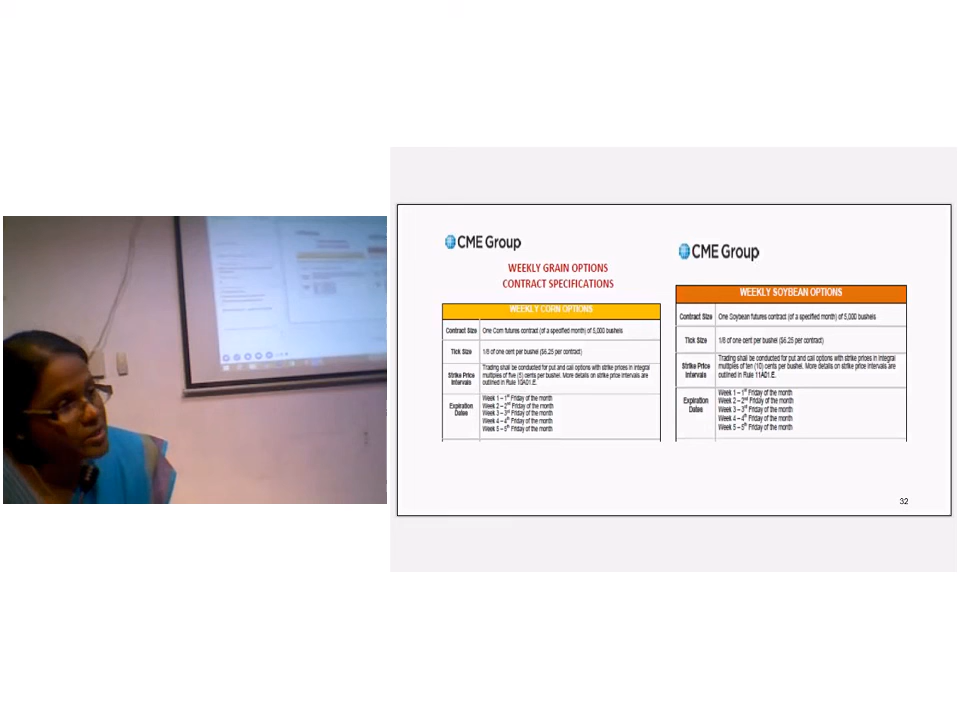 CME Group
WEEKLY GRAIN OPTIONS
CONTRACT SPECIFICATIONS
WEEKLY CORN OPTIONS
Contract Size One Corn futures contract (of a specified month) of 5,000 bushels
Tick Size 1/8 of one cent per bushel ($6.25 per contract)
Strike Price Intervals Trading shall be conducted for put and call options with strike prices in integral
multiples of five (5) cents per bushel. More details on strike price intervals are
outlined in Rule 10A01.E.
Expiration Dates Week 1 – 1st Friday of the month
Week 2 – 2nd Friday of the month
Week 3 – 3rd Friday of the month
Week 4 – 4th Friday of the month
Week 5 – 5th Friday of the month
CME Group
WEEKLY SOYBEAN OPTIONS
Contract Size One Soybean futures contract (of a specified month) of 5,000 bushels
Tick Size 1/8 of one cent per bushel ($6.25 per contract)
Strike Price Intervals Trading shall be conducted for put and call options with strike prices in integral
multiples of ten (10) cents per bushel. More details on strike price intervals are
outlined in Rule 11A01.E.
Expiration Dates Week 1 – 1st Friday of the month
Week 2 – 2nd Friday of the month
Week 3 – 3rd Friday of the month
Week 4 – 4th Friday of the month
Week 5 – 5th Friday of the month
32